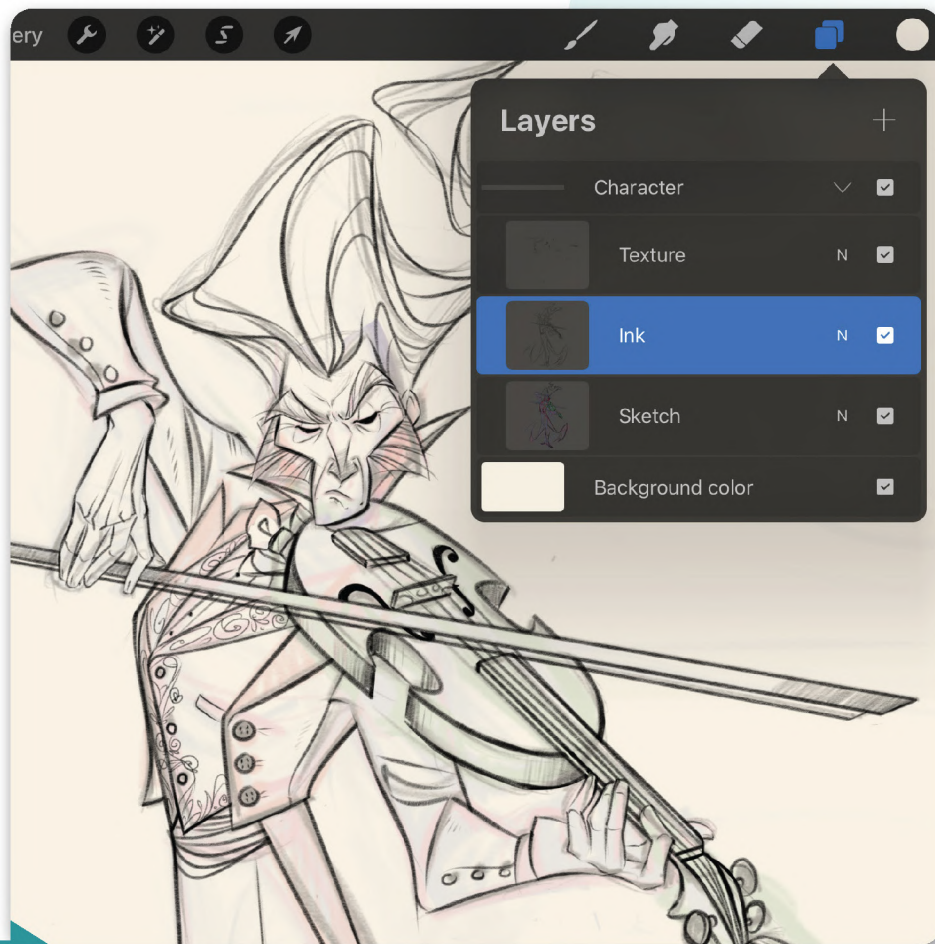 ery
Layers
Character
Texture N
Ink N
Sketch N
Background color